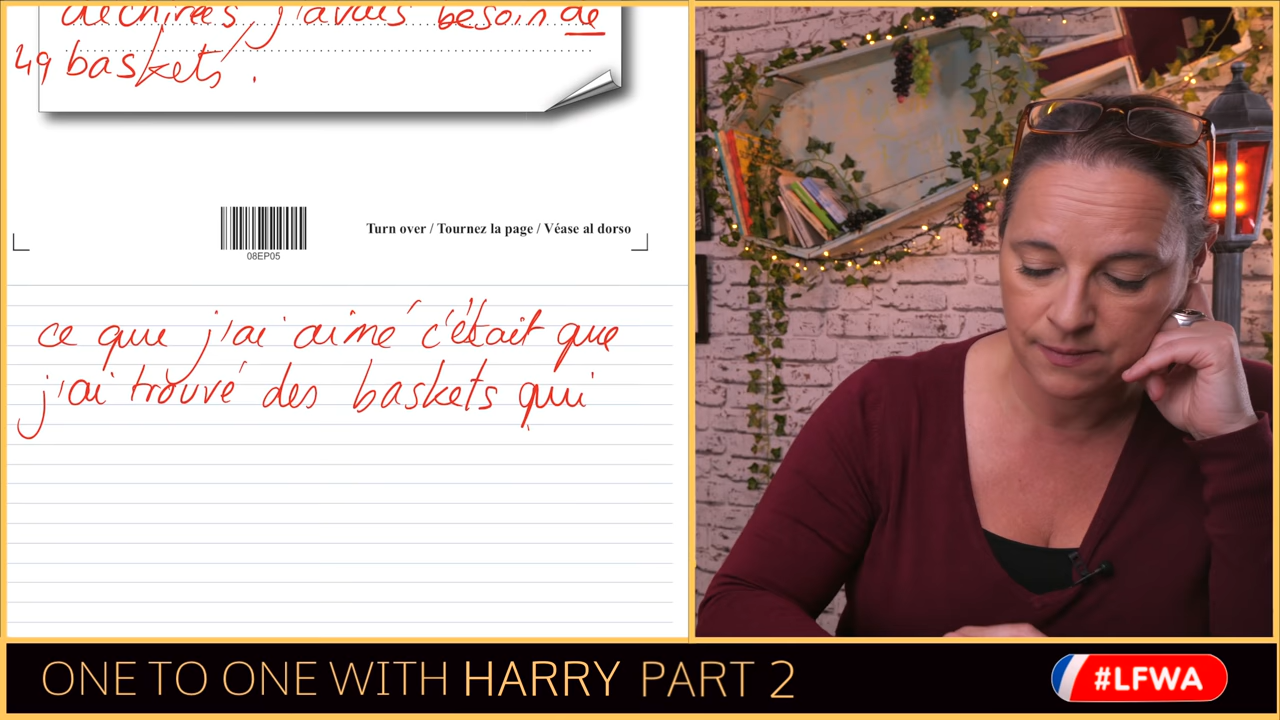 déchirées, j'avais besoin de
49 baskets.
08EP05
Turn over / Tournez la page / Véase al dorso
ce que j'ai aimé c'était que
j'ai trouvé des baskets qui
ONE TO ONE WITH HARRY PART 2
#LFWA